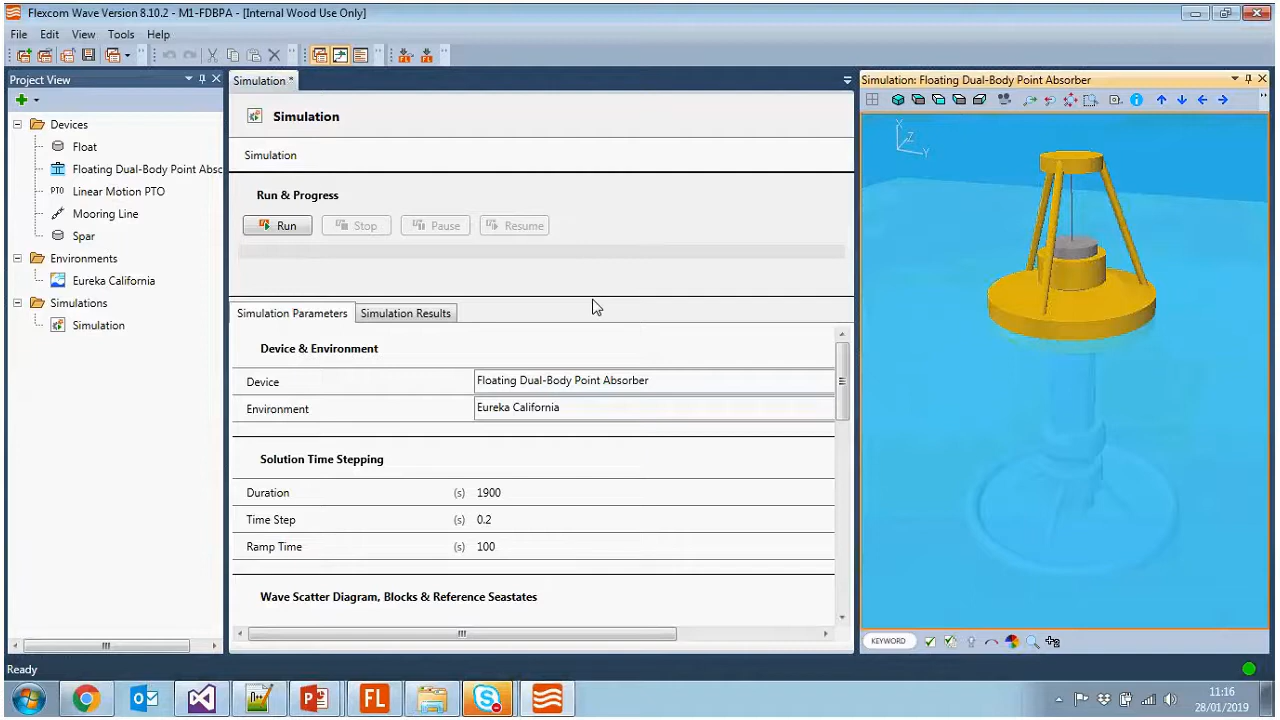 Flexcom Wave Version 8.10.2 - M1-FDBPA - [Internal Wood Use Only]
File Edit View Tools Help
Project View
Devices
Float
Floating Dual-Body Point Absc
Linear Motion PTO
PTO
Mooring Line
Spar
Environments
Eureka California
Simulations
Simulation
Simulation *
Simulation
Simulation
Run & Progress
Run Stop Pause Resume
Simulation Parameters Simulation Results
Device & Environment
Device Floating Dual-Body Point Absorber
Environment Eureka California
Solution Time Stepping
Duration (s) 1900
Time Step (s) 0.2
Ramp Time (s) 100
Wave Scatter Diagram, Blocks & Reference Seastates
Simulation: Floating Dual-Body Point Absorber
X
Z
Y
KEYWORD
Ready
FL
11:16
28/01/2019